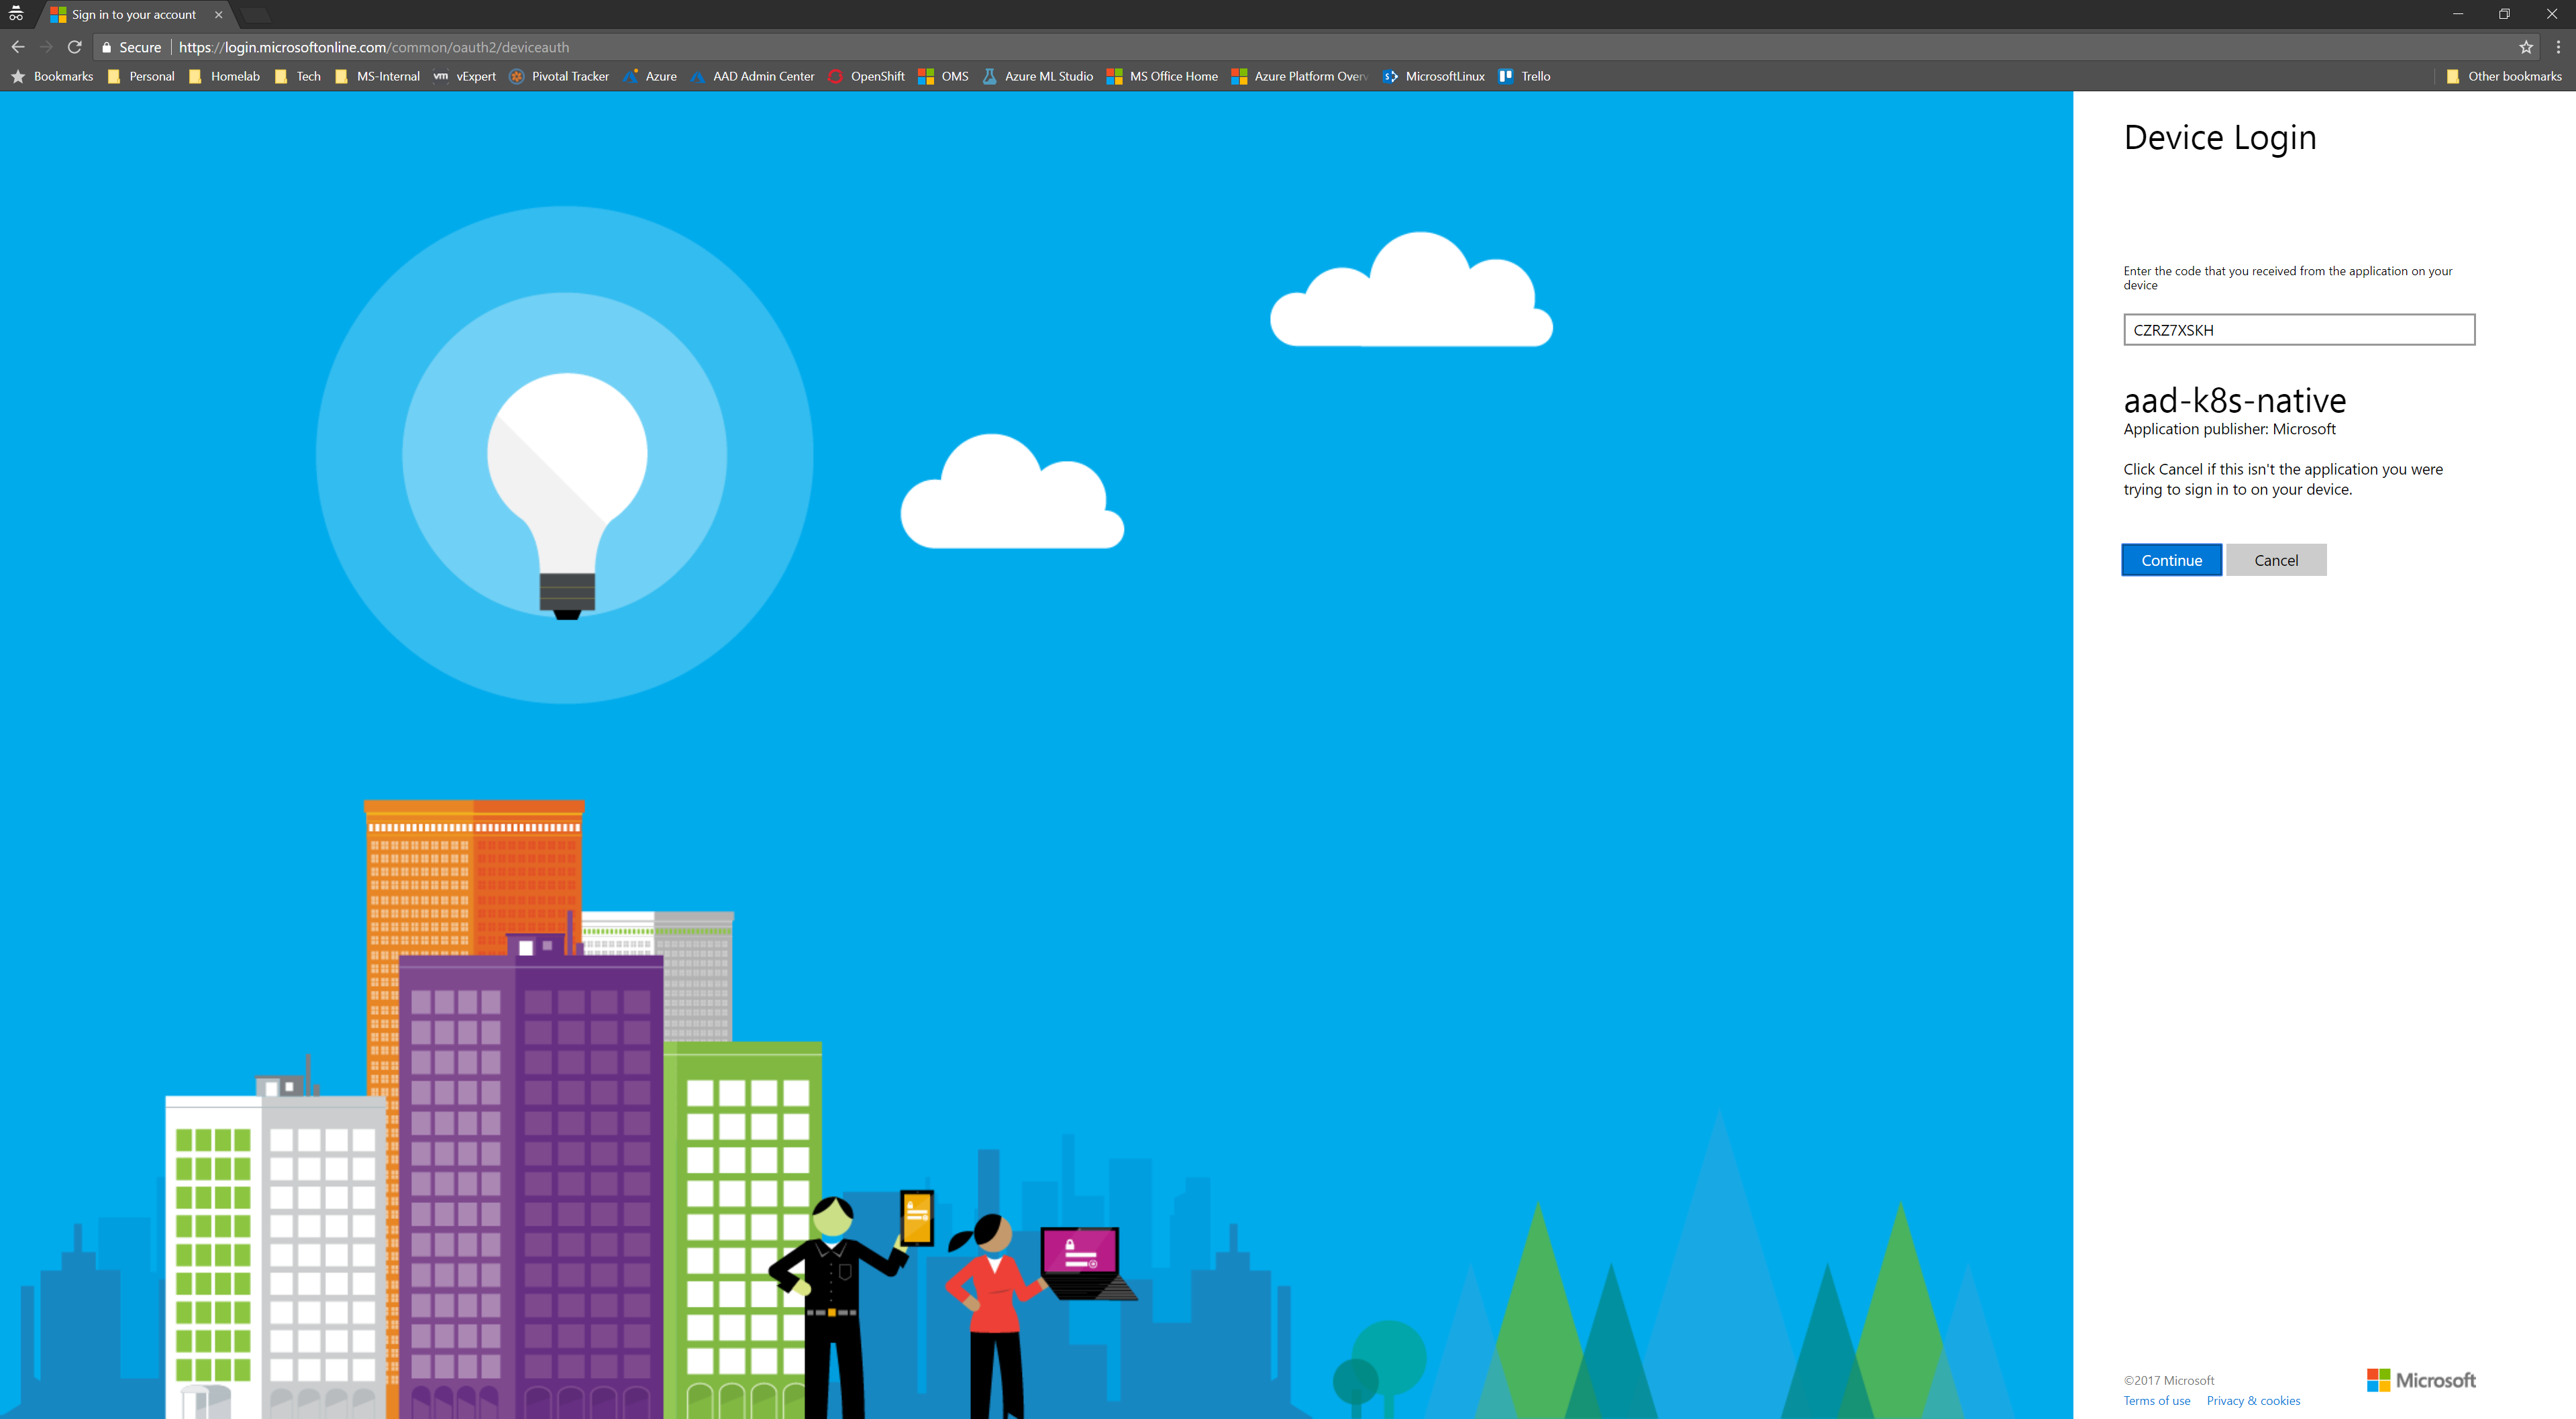 Sign in to your account
Secure https://login.microsoftonline.com/common/oauth2/deviceauth
Bookmarks Personal Homelab Tech MS-Internal vm vExpert Pivotal Tracker Azure AAD Admin Center OpenShift OMS Azure ML Studio MS Office Home Azure Platform Over MicrosoftLinux Trello Other bookmarks
Device Login
Enter the code that you received from the application on your
device
CZRZ7XSKH
aad-k8s-native
Application publisher: Microsoft
Click Cancel if this isn't the application you were
trying to sign in to on your device.
Continue Cancel
©2017 Microsoft
Microsoft
Terms of use Privacy & cookies